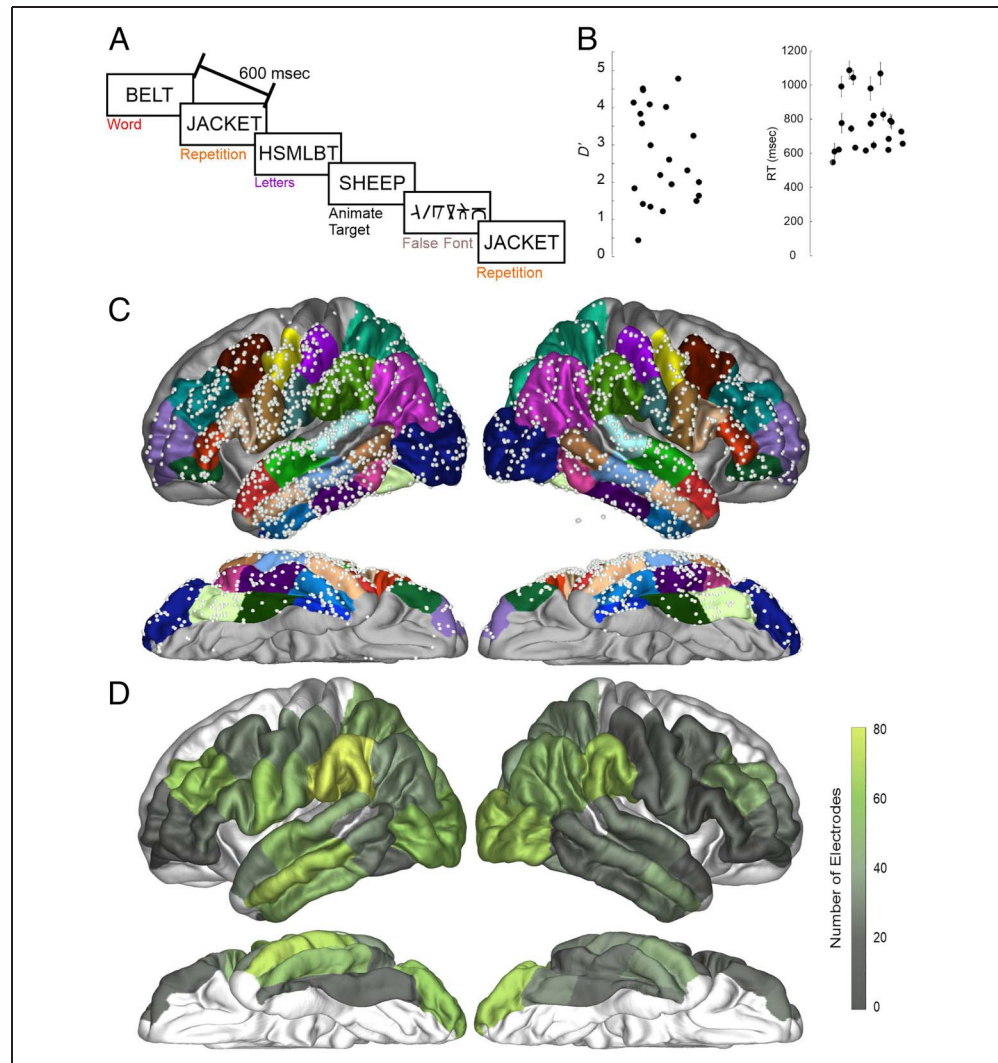 A
600 msec
BELT
Word
JACKET
Repetition
HSMLBT
Letters
SHEEP
Animate
Target
False Font
JACKET
Repetition
B
5
4
3
2
1
0
D'
1200
1000
800
600
400
200
0
RT (msec)
C
D
80
60
40
20
0
Number of Electrodes